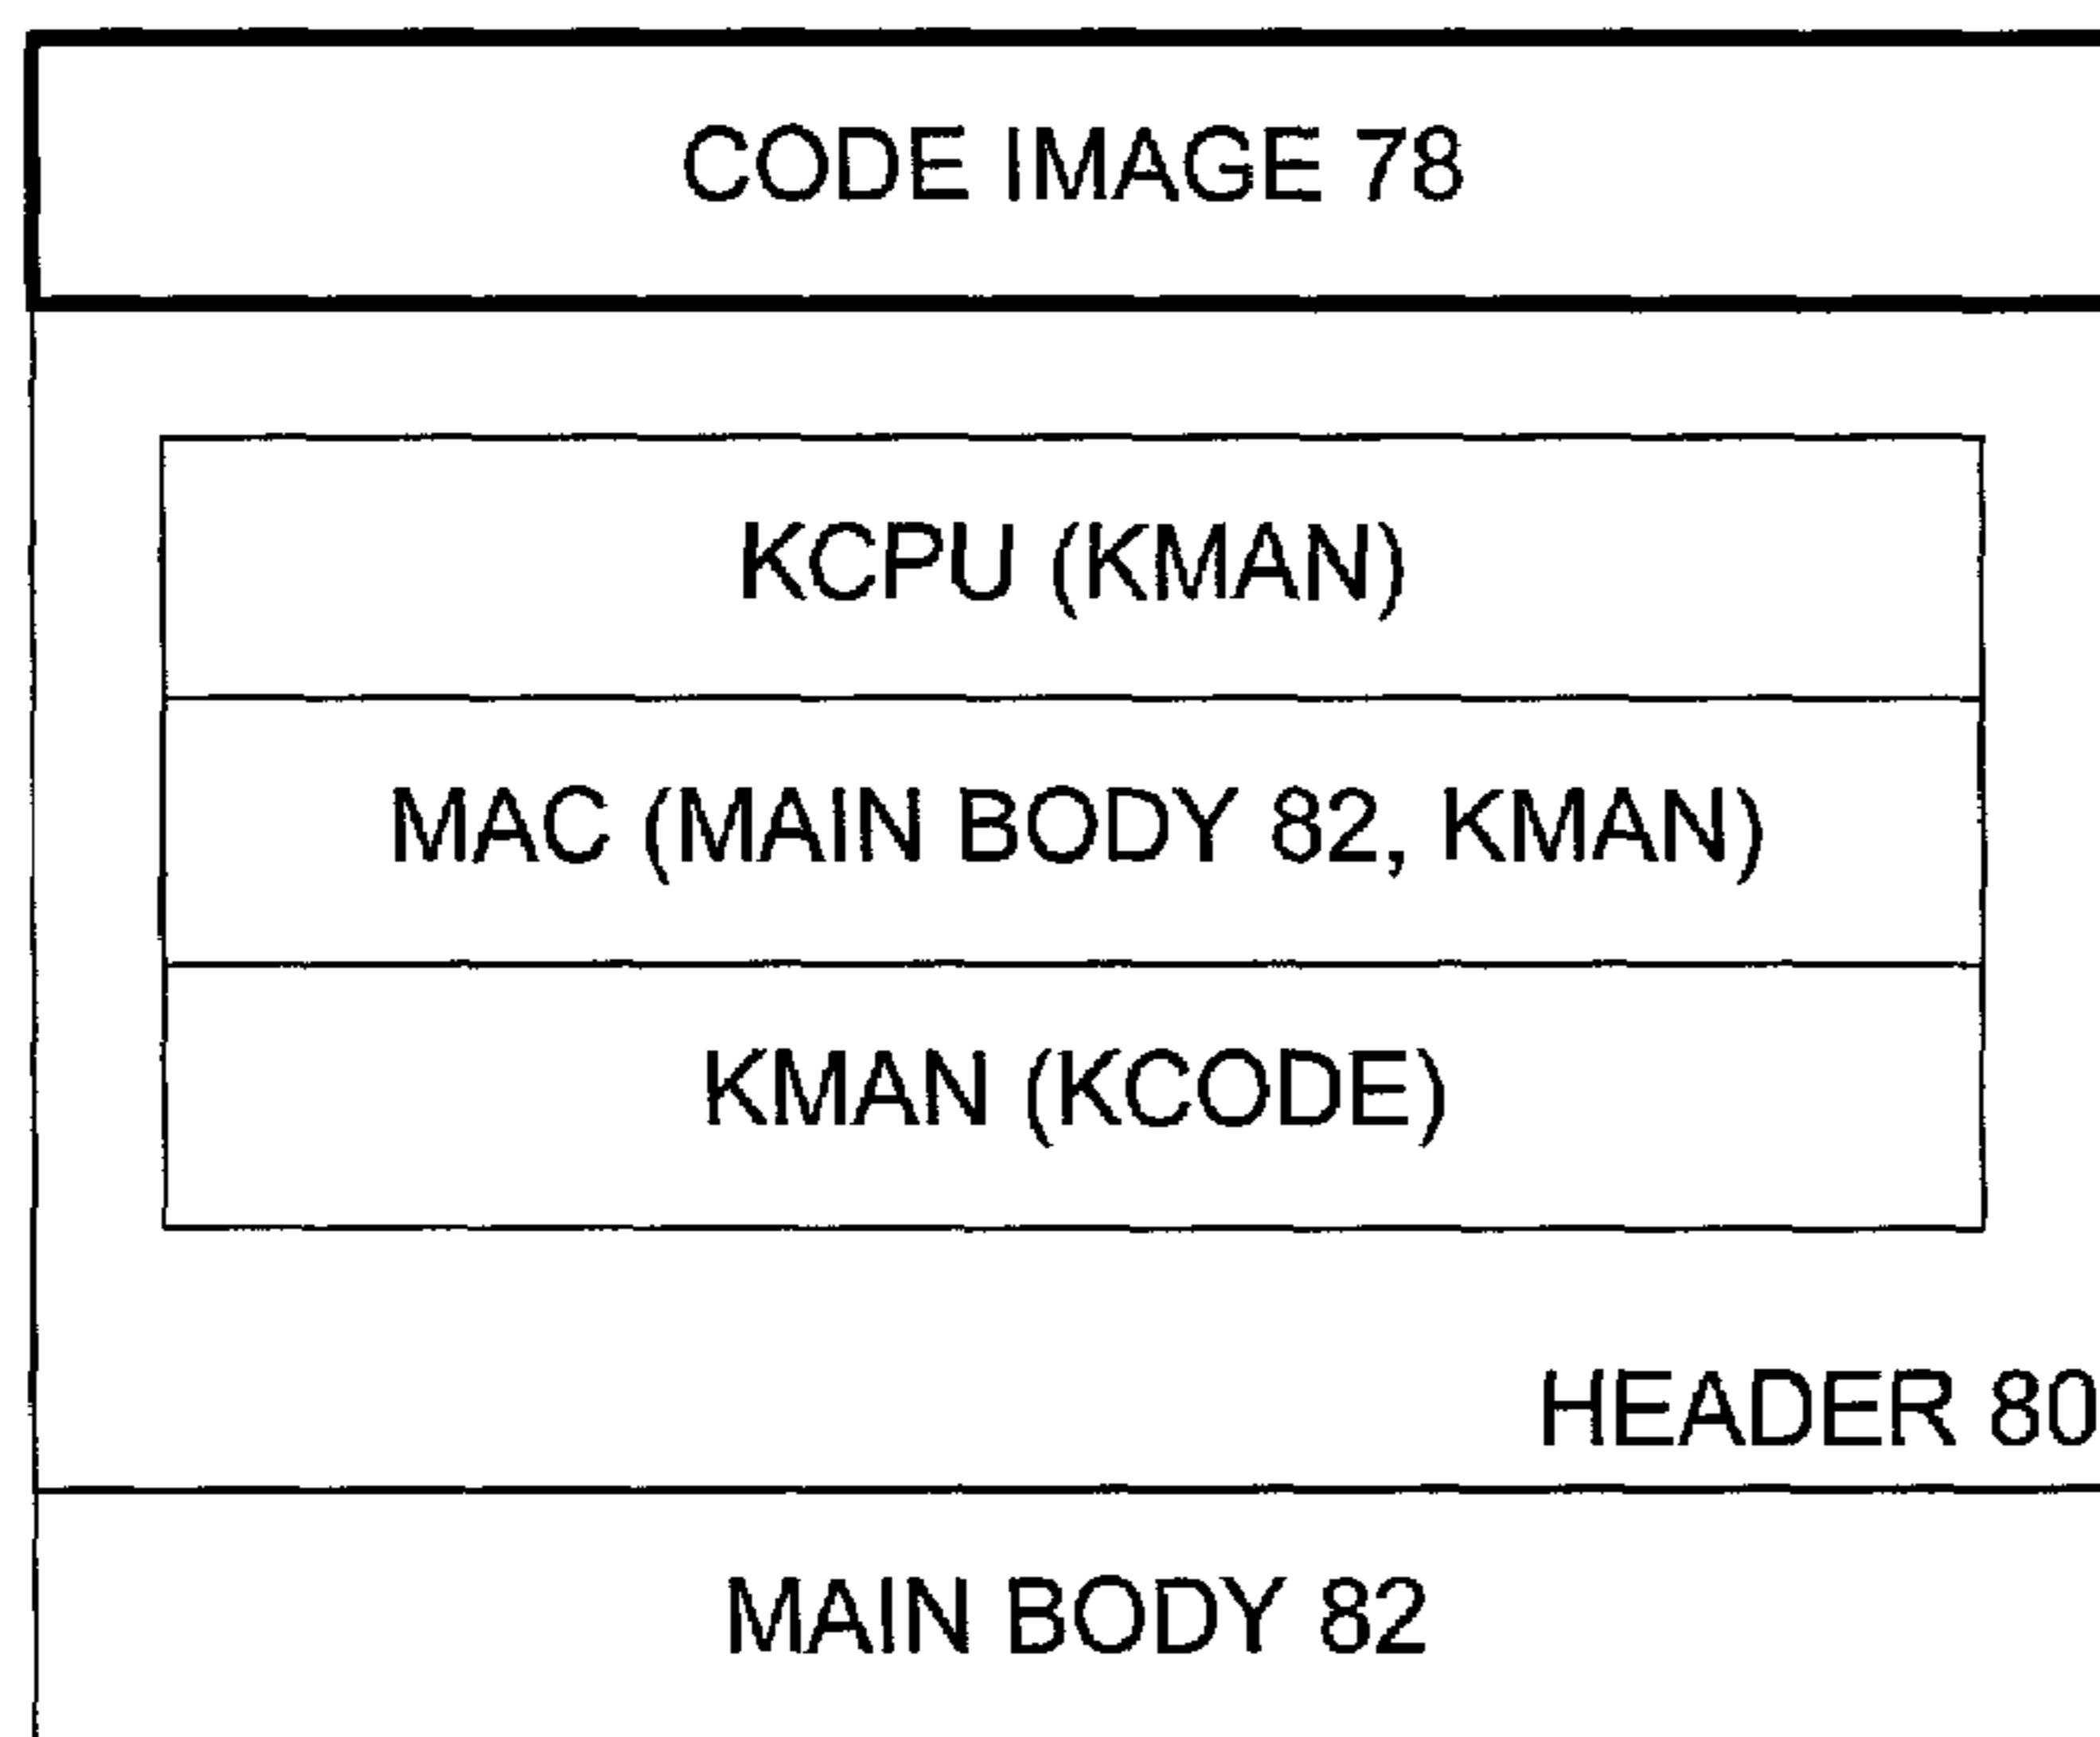 CODE IMAGE 78
KCPU (KMAN)
MAC (MAIN BODY 82, KMAN)
KMAN (KCODE)
HEADER 80
MAIN BODY 82